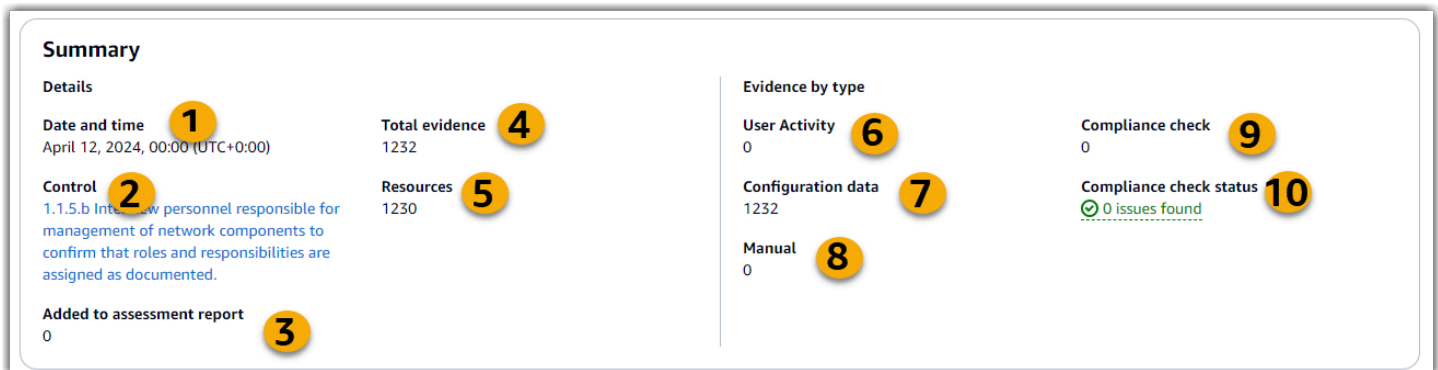 Summary
Details
Date and time 1
April 12, 2024, 00:00 (UTC+0:00)
Control 2
1.1.5.b Inte w personnel responsible for
management of network components to
confirm that roles and responsibilities are
assigned as documented.
Added to assessment report 3
0
Total evidence 4
1232
Resources 5
1230
Evidence by type
User Activity 6
0
Configuration data 7
1232
Manual 8
0
Compliance check 9
0
Compliance check status 10
0 issues found